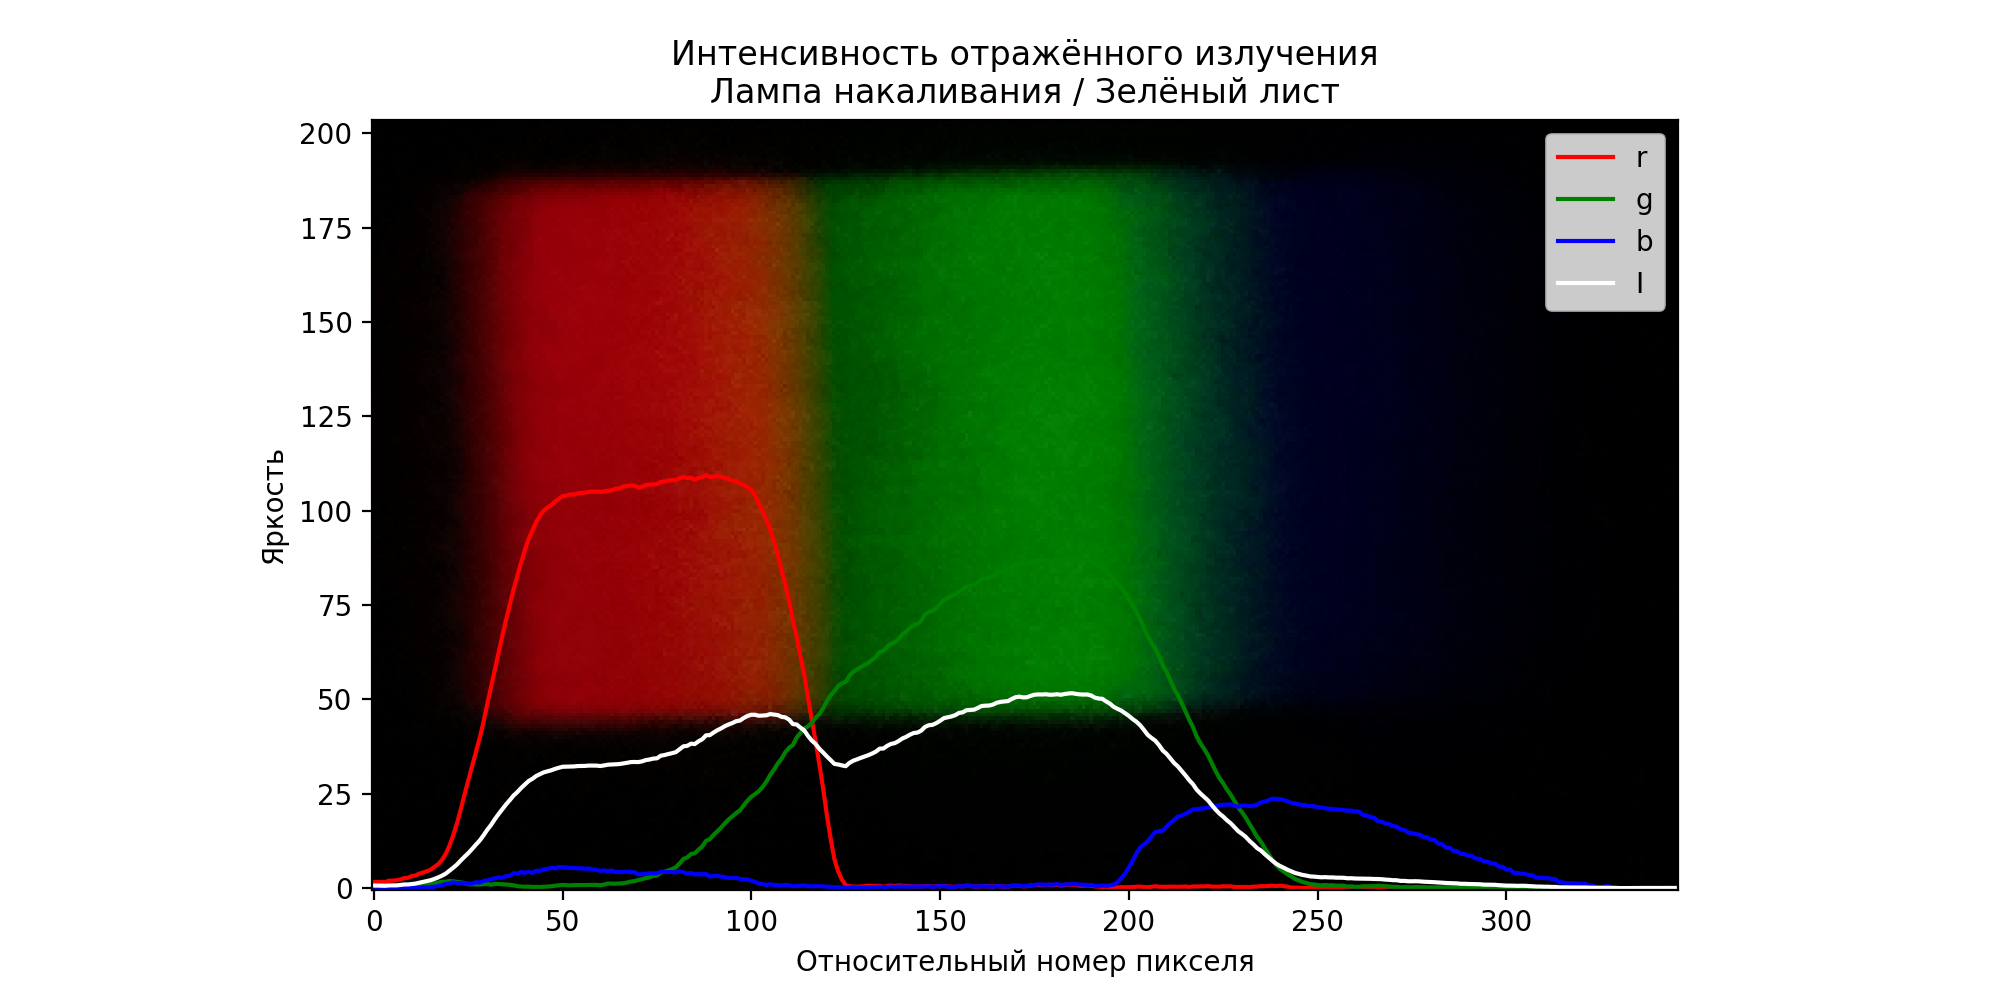 Интенсивность отражённого излучения
Лампа накаливания / Зелёный лист
200
175
150
125
100
75
50
25
0
Яркость
r
g
b
l
0 50 100 150 200 250 300
Относительный номер пикселя